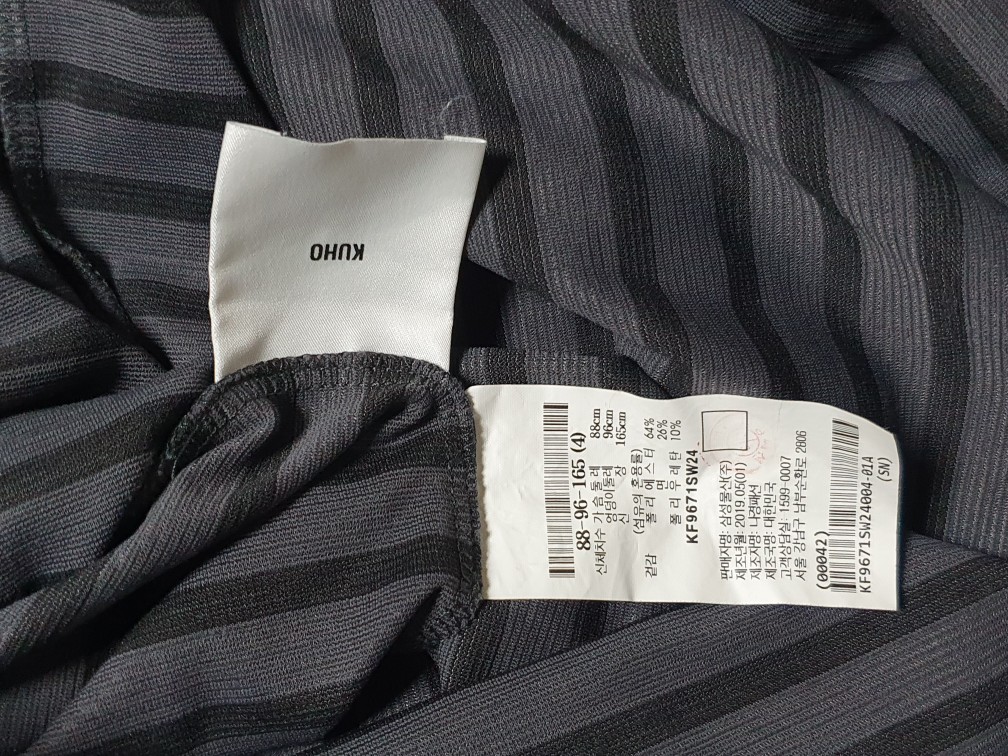 KUHO
88-96-165 (4)
신체치수 가슴둘레 88cm
엉덩이둘레 96cm
신 장 165cm
(섬유의 혼용률)
겉감 폴리에스터 64%
면 26%
폴리우레탄 10%
KF9671SW24
판매자명: 삼성물산(주)
제조년월: 2019.05(01)
제조자명: 나경패션
제조국명: 대한민국
고객상담실: 1599-0007
서울 강남구 남부순환로 2806
(00042)
KF9671SW24004-01A
(SN)